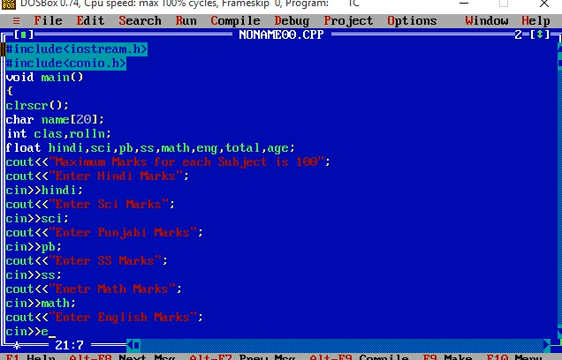 DOSBox 0.74, Cpu speed: max 100% cycles, Frameskip 0, Program: TC
≡ File Edit Search Run Compile Debug Project Options Window Help
[■] NONAME00.CPP 2=[↕]
#include<iostream.h>
#include<conio.h>
void main()
{
clrscr();
char name[20];
int clas,rolln;
float hindi,sci,pb,ss,math,eng,total,age;
cout<<"Maximum Marks for each Subject is 100";
cout<<"Enter Hindi Marks";
cin>>hindi;
cout<<"Enter Sci Marks";
cin>>sci;
cout<<"Enter Punjabi Marks";
cin>>pb;
cout<<"Enter SS Marks";
cin>>ss;
cout<<"Enetr Math Marks";
cin>>math;
cout<<"Enter English Marks";
cin>>e_
21:7
F1 Help Alt-F8 Next Msg Alt-F7 Prev Msg Alt-F9 Compile F9 Make F10 Menu